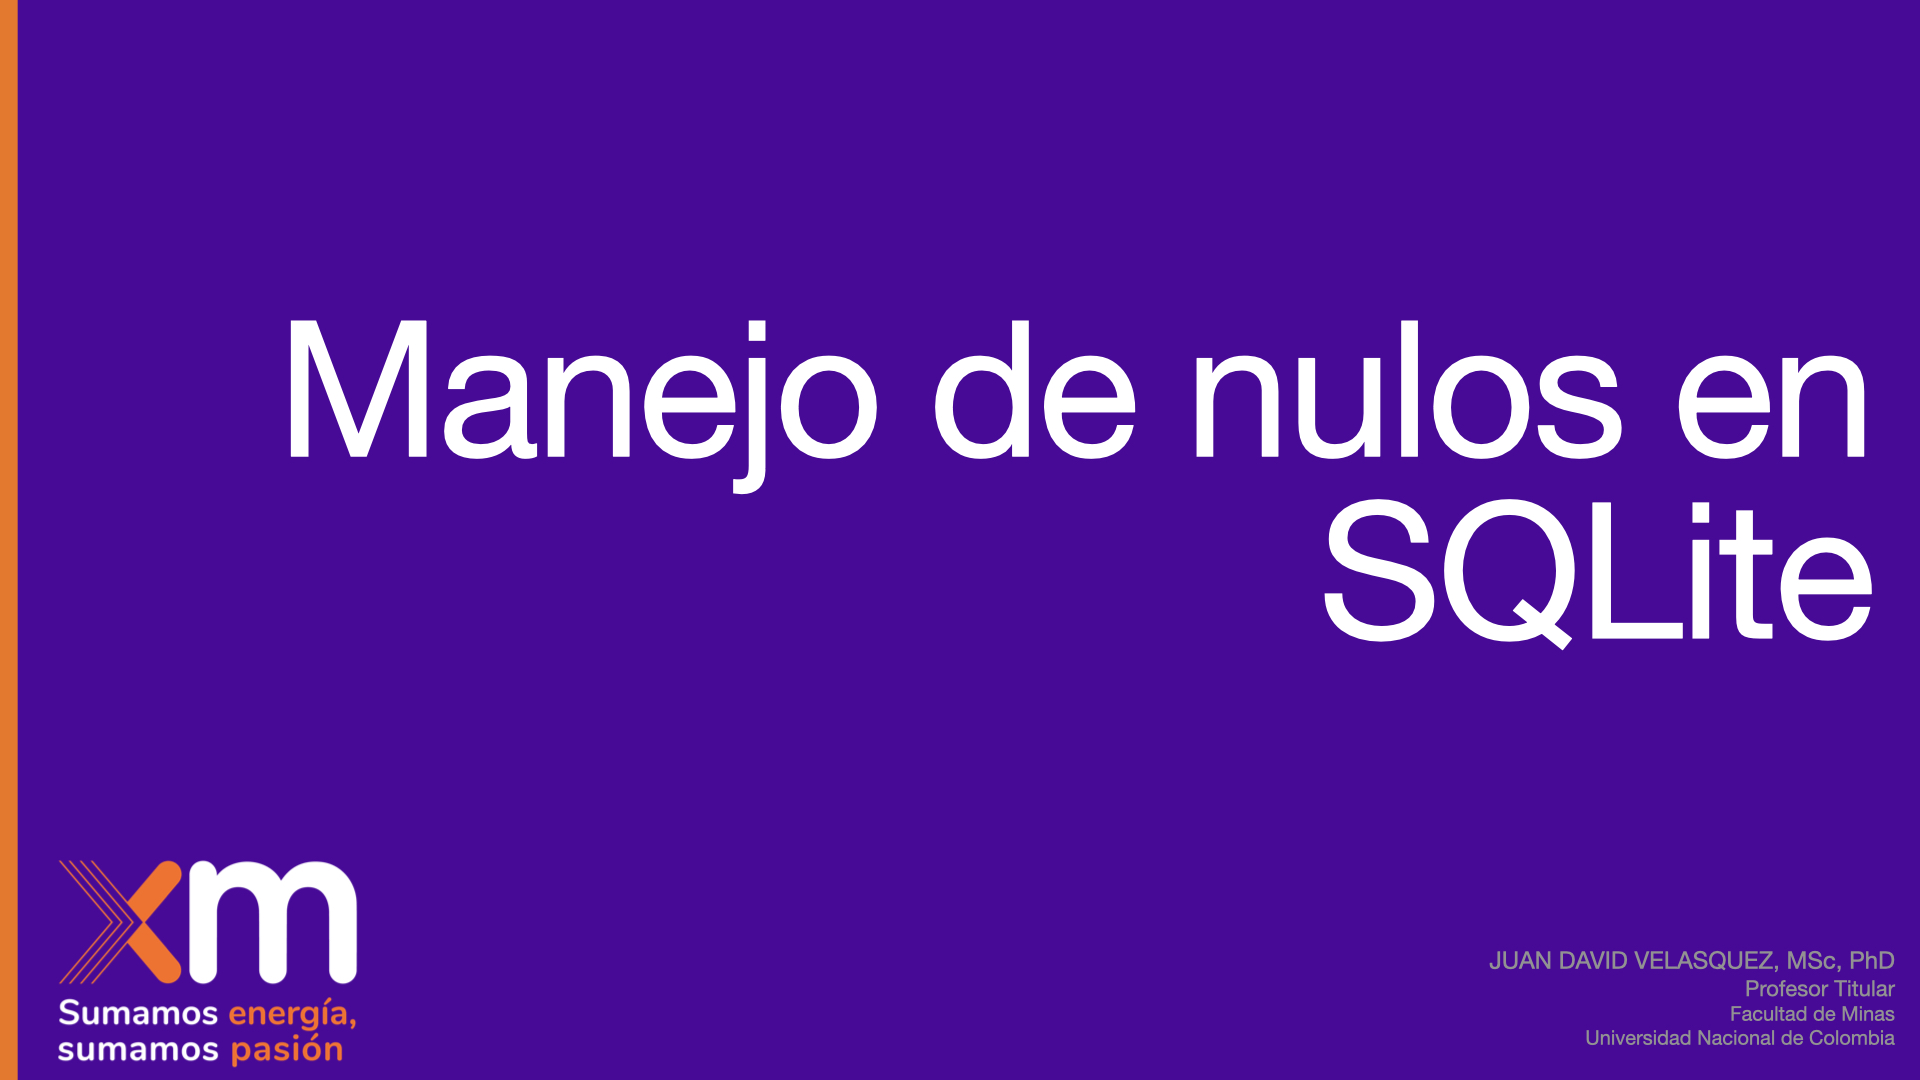 Manejo de nulos en
SQLite
xm
Sumamos energía,
sumamos pasión
JUAN DAVID VELASQUEZ, MSc, PhD
Profesor Titular
Facultad de Minas
Universidad Nacional de Colombia